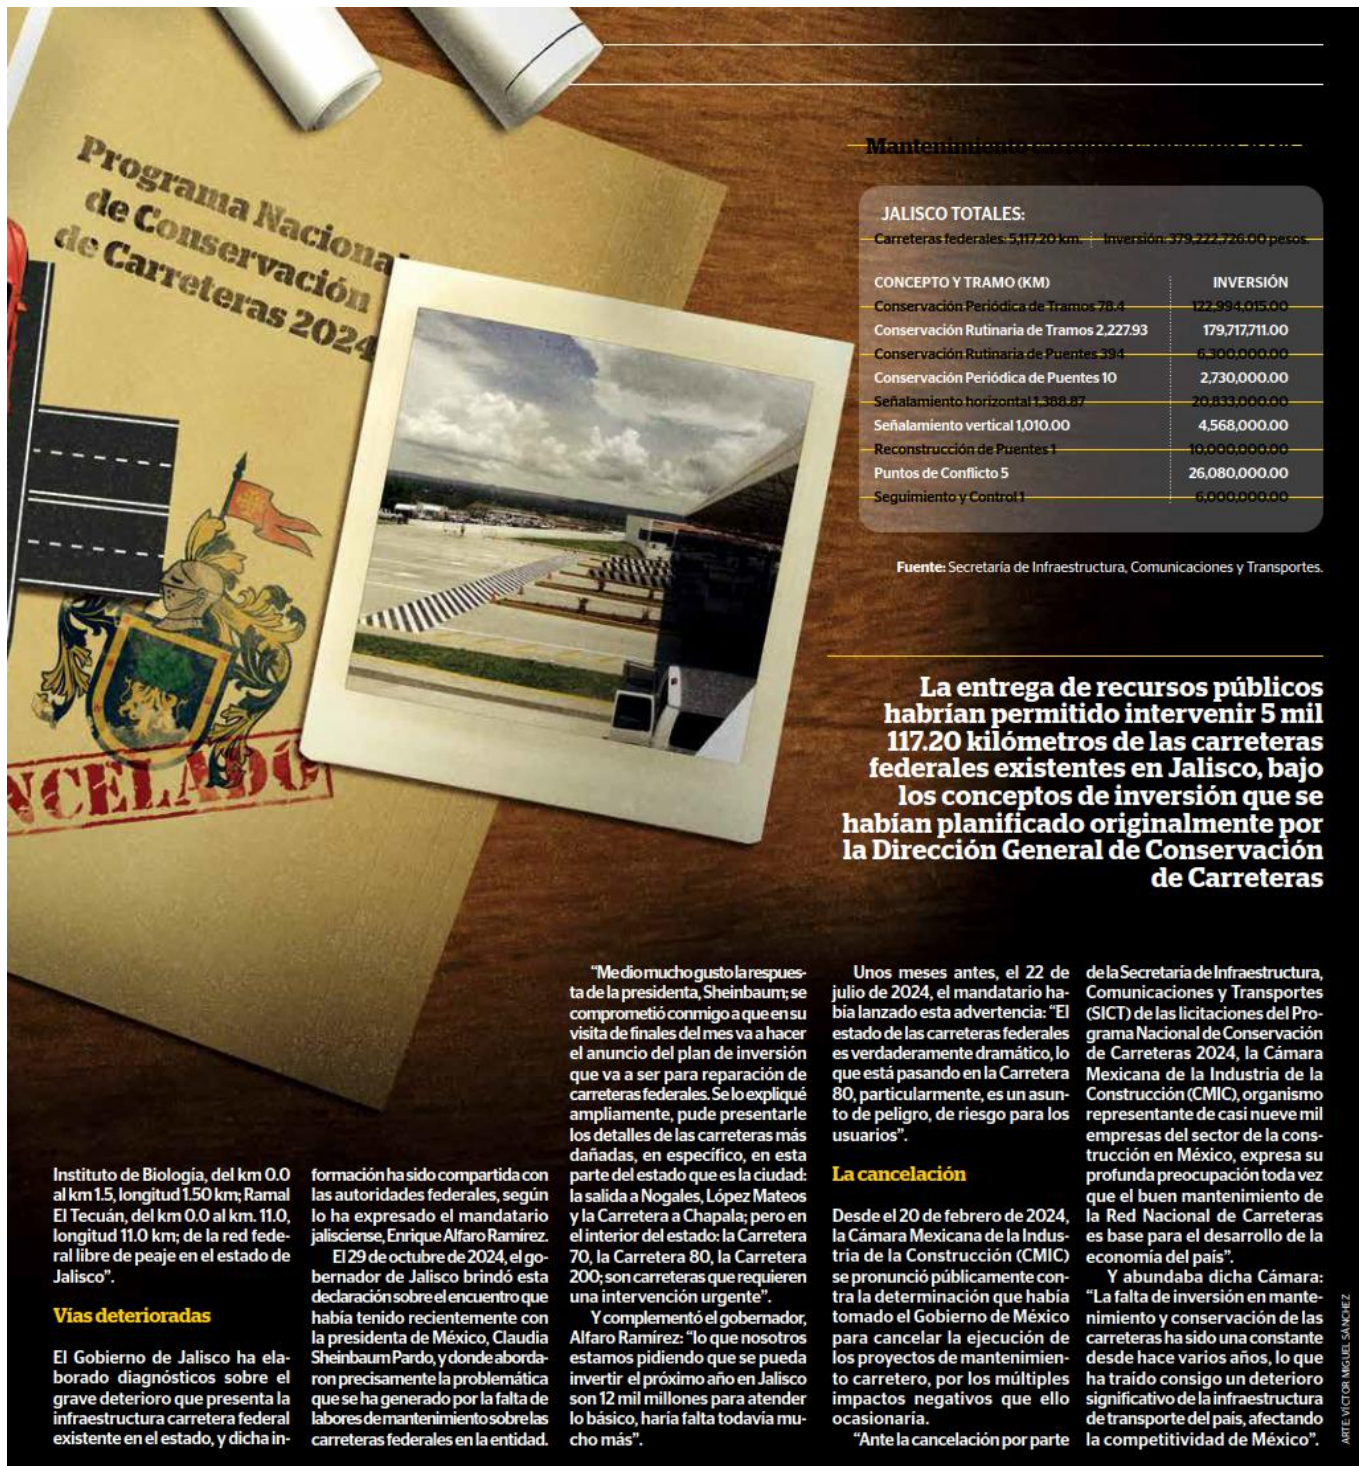 Programa Nacional
de Conservación
de Carreteras 2024
NCELADO
Mantenimiento
JALISCO TOTALES:
Carreteras federales: 5,117.20 km. Inversión: 379,222,726.00 pesos
CONCEPTO Y TRAMO (KM) INVERSIÓN
Conservación Periódica de Tramos 78.4 122,994,015.00
Conservación Rutinaria de Tramos 2,227.93 179,717,711.00
Conservación Rutinaria de Puentes 394 6,300,000.00
Conservación Periódica de Puentes 10 2,730,000.00
Señalamiento horizontal 1,388.87 20,833,000.00
Señalamiento vertical 1,010.00 4,568,000.00
Reconstrucción de Puentes 1 10,000,000.00
Puntos de Conflicto 5 26,080,000.00
Seguimiento y Control 1 6,000,000.00
Fuente: Secretaría de Infraestructura, Comunicaciones y Transportes.
La entrega de recursos públicos
habrían permitido intervenir 5 mil
117.20 kilómetros de las carreteras
federales existentes en Jalisco, bajo
los conceptos de inversión que se
habían planificado originalmente por
la Dirección General de Conservación
de Carreteras
Instituto de Biología, del km 0.0
al km 1.5, longitud 1.50 km; Ramal
El Tecuán, del km 0.0 al km. 11.0,
longitud 11.0 km; de la red fede-
ral libre de peaje en el estado de
Jalisco”.
Vías deterioradas
El Gobierno de Jalisco ha ela-
borado diagnósticos sobre el
grave deterioro que presenta la
infraestructura carretera federal
existente en el estado, y dicha in-
formación ha sido compartida con
las autoridades federales, según
lo ha expresado el mandatario
jalisciense, Enrique Alfaro Ramírez.
El 29 de octubre de 2024, el go-
bernador de Jalisco brindó esta
declaración sobre el encuentro que
había tenido recientemente con
la presidenta de México, Claudia
Sheinbaum Pardo, y donde aborda-
ron precisamente la problemática
que se ha generado por la falta de
labores de mantenimiento sobre las
carreteras federales en la entidad.
“Me dio mucho gusto la respues-
ta de la presidenta, Sheinbaum; se
comprometió conmigo a que en su
visita de finales del mes va a hacer
el anuncio del plan de inversión
que va a ser para reparación de
carreteras federales. Se lo expliqué
ampliamente, pude presentarle
los detalles de las carreteras más
dañadas, en específico, en esta
parte del estado que es la ciudad:
la salida a Nogales, López Mateos
y la Carretera a Chapala; pero en
el interior del estado: la Carretera
70, la Carretera 80, la Carretera
200; son carreteras que requieren
una intervención urgente”.
Y complementó el gobernador,
Alfaro Ramírez: “lo que nosotros
estamos pidiendo que se pueda
invertir el próximo año en Jalisco
son 12 mil millones para atender
lo básico, haría falta todavía mu-
cho más”.
Unos meses antes, el 22 de
julio de 2024, el mandatario ha-
bía lanzado esta advertencia: “El
estado de las carreteras federales
es verdaderamente dramático, lo
que está pasando en la Carretera
80, particularmente, es un asun-
to de peligro, de riesgo para los
usuarios”.
La cancelación
Desde el 20 de febrero de 2024,
la Cámara Mexicana de la Indus-
tria de la Construcción (CMIC)
se pronunció públicamente con-
tra la determinación que había
tomado el Gobierno de México
para cancelar la ejecución de
los proyectos de mantenimien-
to carretero, por los múltiples
impactos negativos que ello
ocasionaría.
“Ante la cancelación por parte
de la Secretaría de Infraestructura,
Comunicaciones y Transportes
(SICT) de las licitaciones del Pro-
grama Nacional de Conservación
de Carreteras 2024, la Cámara
Mexicana de la Industria de la
Construcción (CMIC), organismo
representante de casi nueve mil
empresas del sector de la cons-
trucción en México, expresa su
profunda preocupación toda vez
que el buen mantenimiento de
la Red Nacional de Carreteras
es base para el desarrollo de la
economía del país”.
Y abundaba dicha Cámara:
“La falta de inversión en mante-
nimiento y conservación de las
carreteras ha sido una constante
desde hace varios años, lo que
ha traído consigo un deterioro
significativo de la infraestructura
de transporte del país, afectando
la competitividad de México”.
ARTE: VÍCTOR MIGUEL SÁNCHEZ